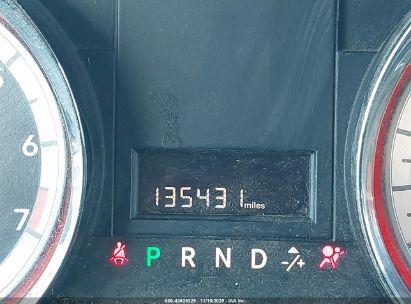 6
7
135431 miles
P R N D -/+